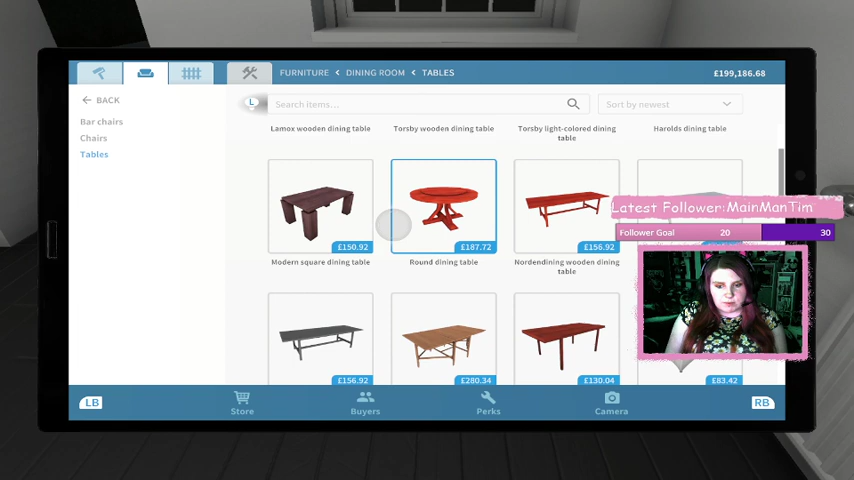 FURNITURE < DINING ROOM < TABLES
£199,186.68
BACK
L
Search items...
Sort by newest
Bar chairs
Chairs
Tables
Lamox wooden dining table
Torsby wooden dining table
Torsby light-colored dining
table
Harolds dining table
£150.92
£187.72
£156.92
Modern square dining table
Round dining table
Nordendining wooden dining
table
Latest Follower:MainManTim
Follower Goal
20
30
£156.92
£280.34
£130.04
£83.42
LB
Store
Buyers
Perks
Camera
RB